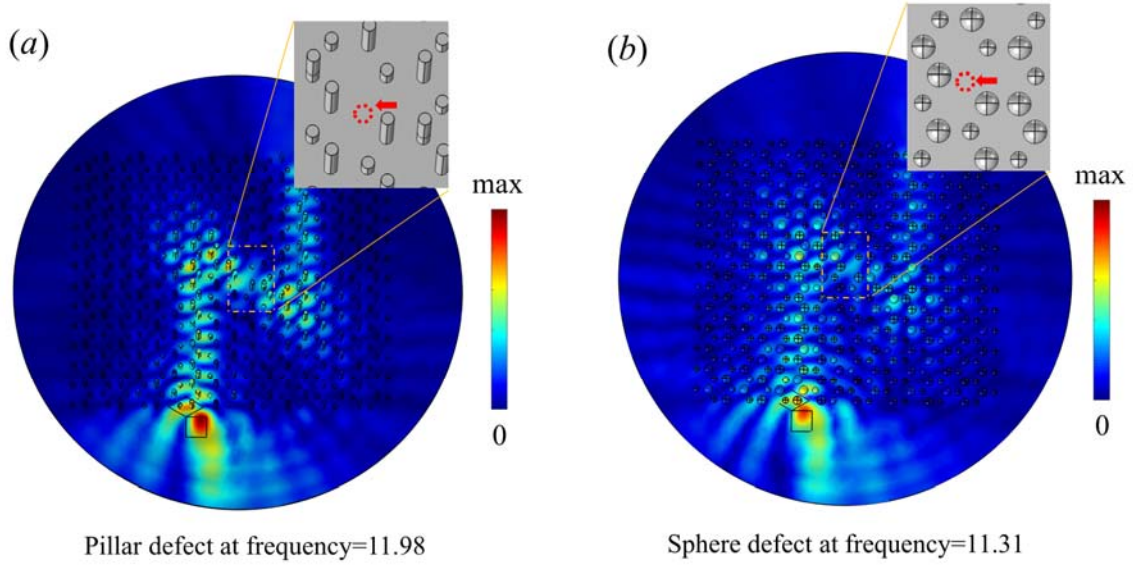 (a)
(b)
max
max
0
0
Pillar defect at frequency=11.98
Sphere defect at frequency=11.31